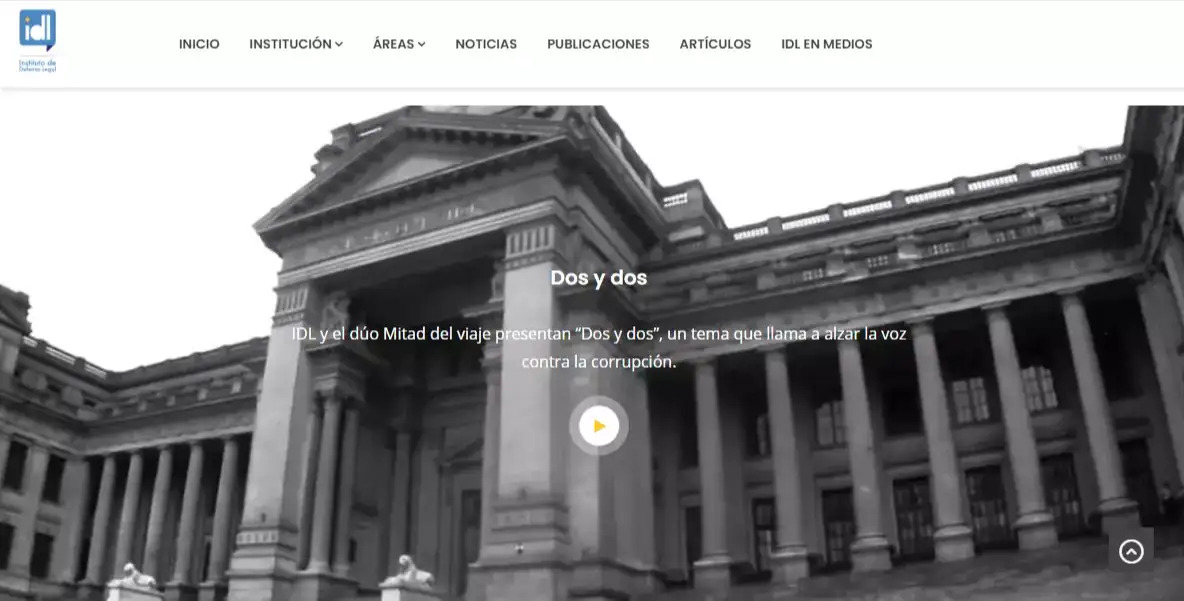 idl
Instituto de
Defensa Legal
INICIO
INSTITUCIÓN
ÁREAS
NOTICIAS
PUBLICACIONES
ARTÍCULOS
IDL EN MEDIOS
Dos y dos
IDL y el dúo Mitad del viaje presentan “Dos y dos”, un tema que llama a alzar la voz
contra la corrupción.